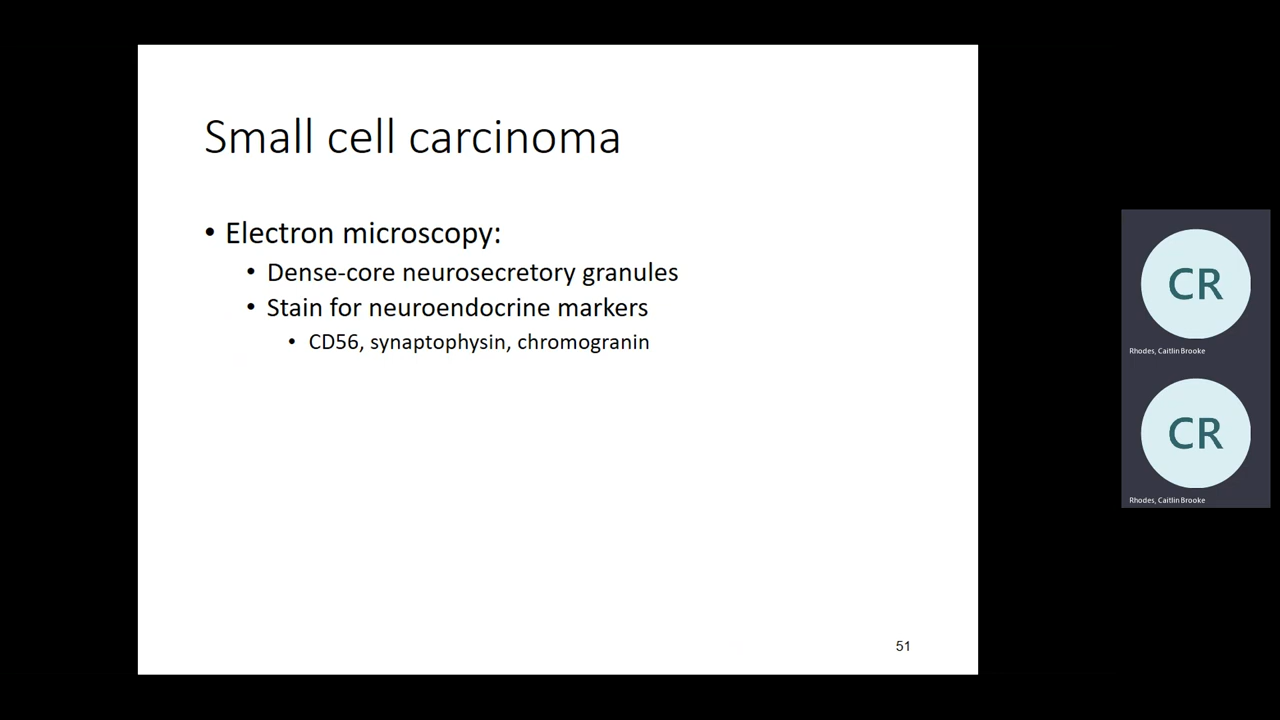 Small cell carcinoma
• Electron microscopy:
• Dense-core neurosecretory granules
• Stain for neuroendocrine markers
• CD56, synaptophysin, chromogranin
51
CR
Rhodes, Caitlin Brooke
CR
Rhodes, Caitlin Brooke